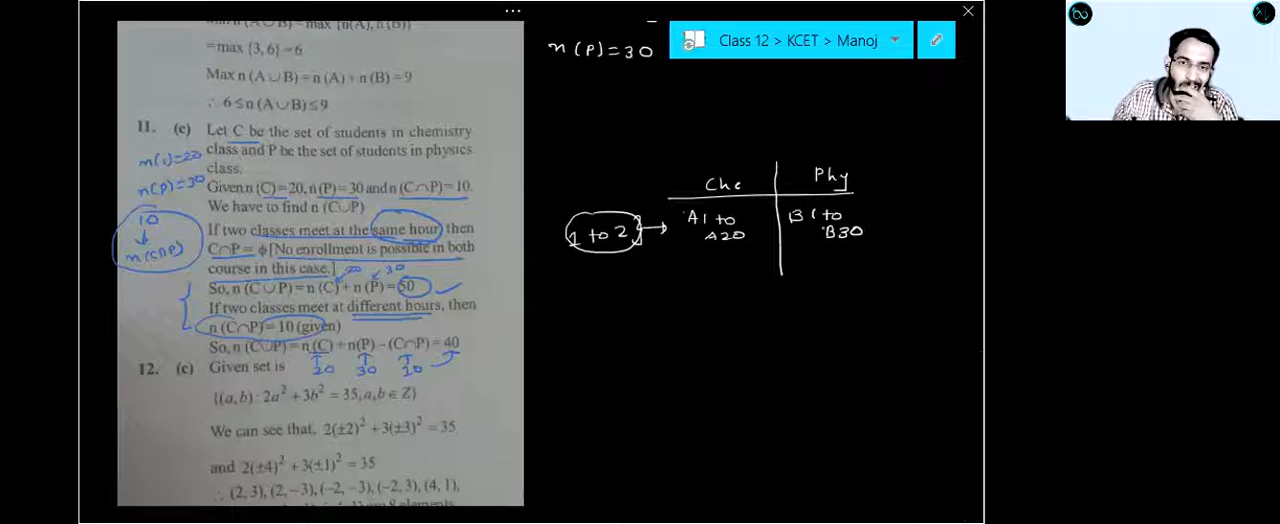 Min n (A∪B) = max {n(A), n(B)}
=max {3, 6} =6
Max n (A∪B) = n (A) + n (B) = 9
∴ 6 ≤ n (A∪B) ≤ 9
11. (c) Let C be the set of students in chemistry
class and P be the set of students in physics
class.
n(C)=20
n(P)=30
Given n (C) = 20, n (P) = 30 and n (C∩P) = 10.
We have to find n (C∪P)
If two classes meet at the same hour, then
C∩P = ϕ [No enrollment is possible in both
course in this case.]
10
↓
n(C∩P)
20 30
So, n (C∪P) = n (C) + n (P) = 50
If two classes meet at different hours, then
n (C∩P) = 10 (given)
So, n (C∪P) = n (C) + n(P) – (C∩P) = 40
20 30 10
12. (c) Given set is
{(a, b) : 2a² + 3b² = 35, a, b ∈ Z}
We can see that, 2(±2)² + 3(±3)² = 35
and 2(±4)² + 3(±1)² = 35
∴ (2, 3), (2, –3), (–2, –3), (–2, 3), (4, 1),
n(P)=30
Class 12 > KCET > Manoj
Che Phy
1 to 2 → A1 to B1 to
A20 B30